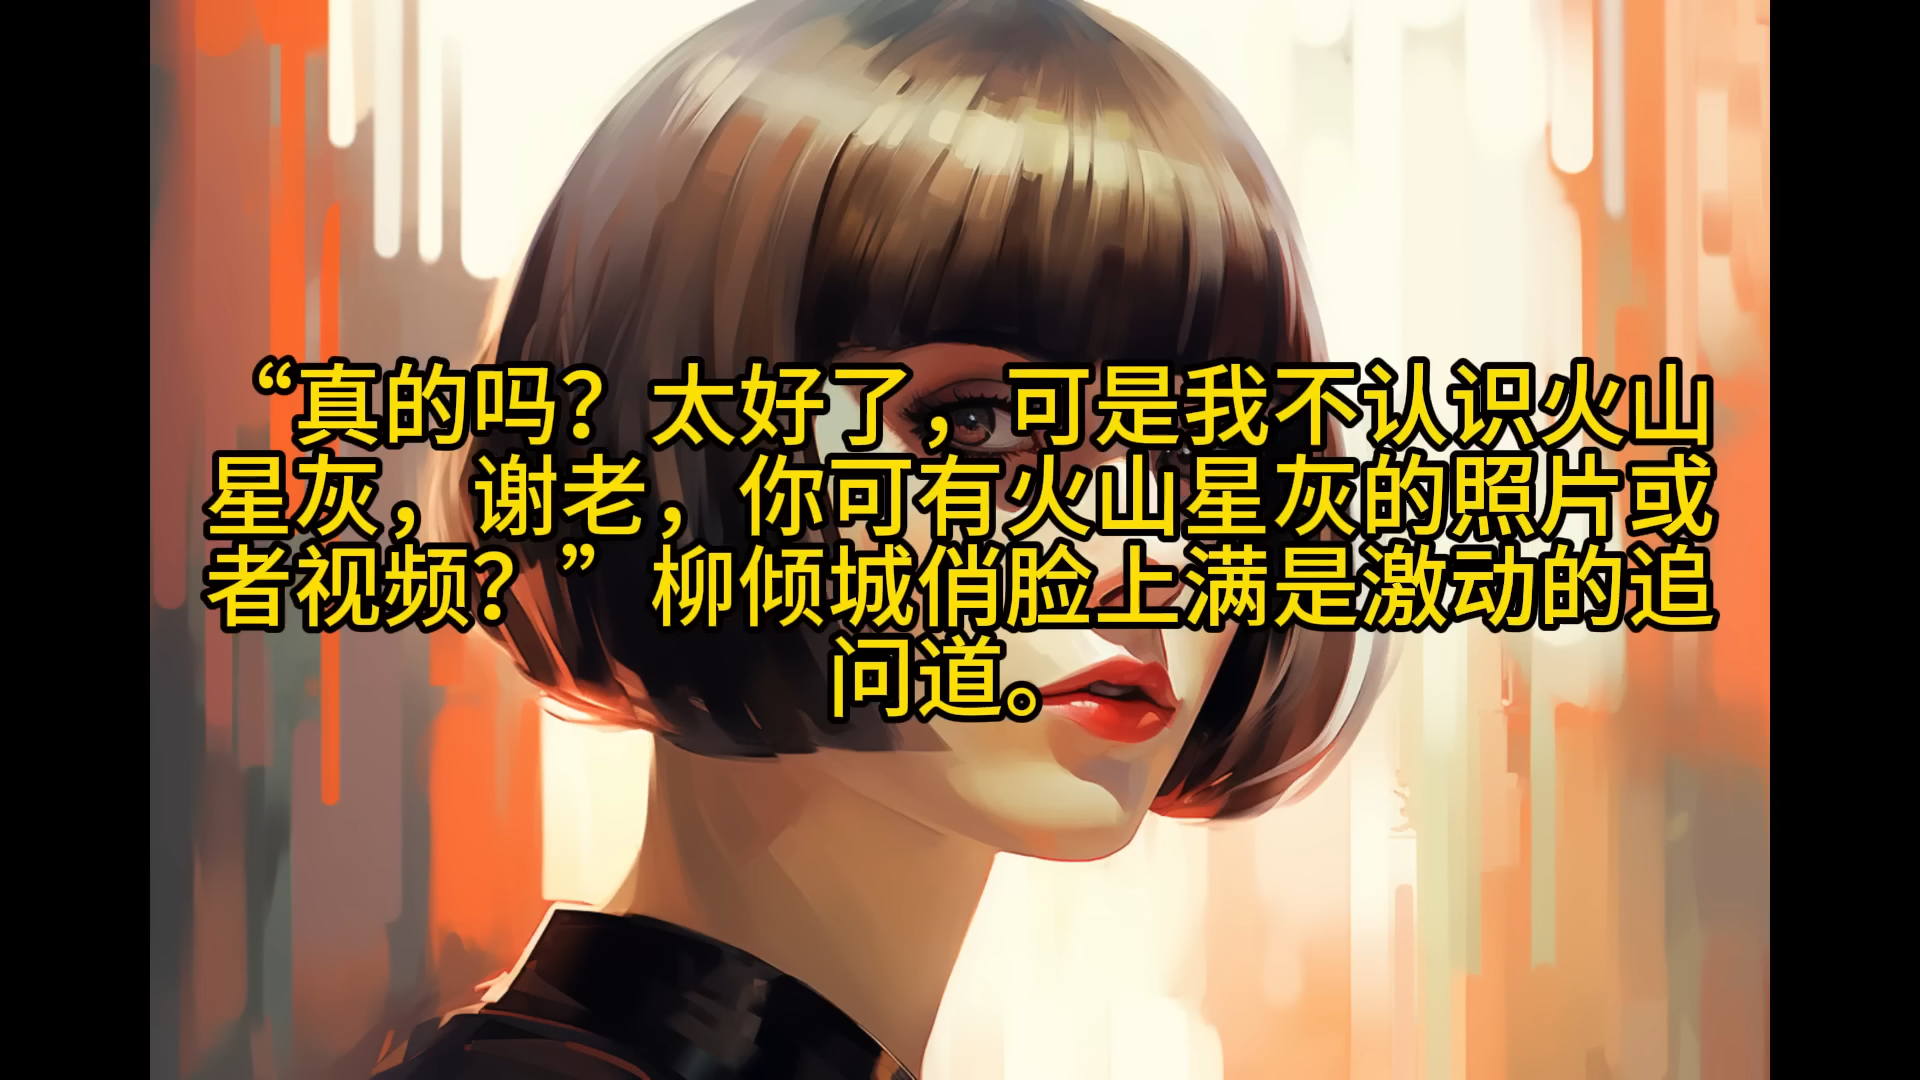 “真的吗？太好了，可是我不认识火山
星灰，谢老，你可有火山星灰的照片或
者视频？”柳倾城俏脸上满是激动的追
问道。